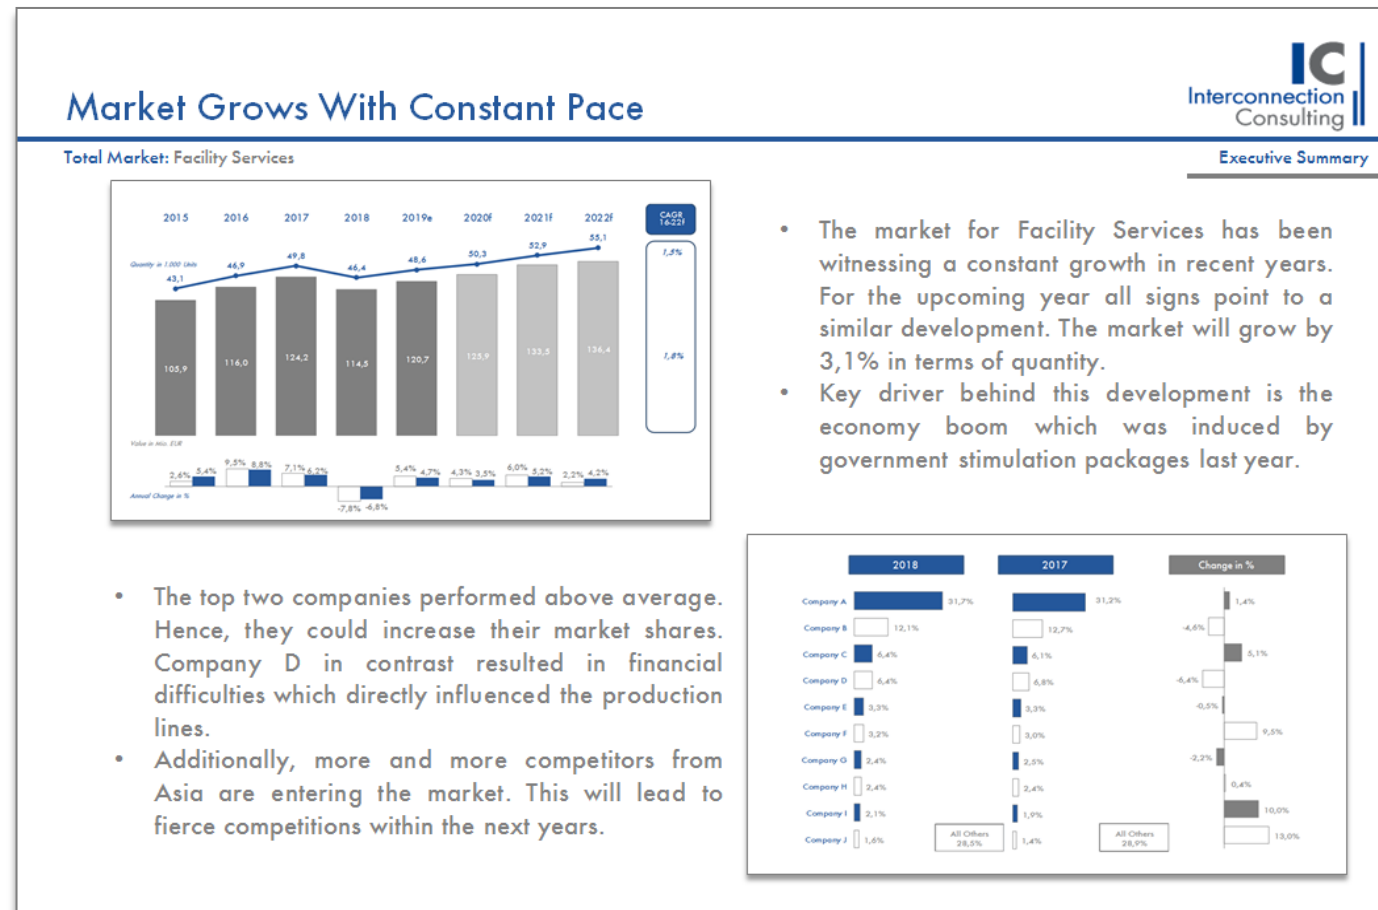 IC
Interconnection
Consulting
Market Grows With Constant Pace
Total Market: Facility Services
Executive Summary
2015 2016 2017 2018 2019e 2020f 2021f 2022f
CAGR
16-22f
Quantity in 1.000 Units
43,1 46,9 49,8 46,4 48,6 50,3 52,9 55,1
1,5%
105,9 116,0 124,2 114,5 120,7 125,9 133,5 136,4
1,8%
Value in mio. EUR
2,6% 5,4% 9,5% 8,8% 7,1% 6,2% -7,8% -6,8% 5,4% 4,7% 4,3% 3,5% 6,0% 5,2% 2,2% 4,2%
Annual Change in %
• The market for Facility Services has been
witnessing a constant growth in recent years.
For the upcoming year all signs point to a
similar development. The market will grow by
3,1% in terms of quantity.
• Key driver behind this development is the
economy boom which was induced by
government stimulation packages last year.
• The top two companies performed above average.
Hence, they could increase their market shares.
Company D in contrast resulted in financial
difficulties which directly influenced the production
lines.
• Additionally, more and more competitors from
Asia are entering the market. This will lead to
fierce competitions within the next years.
2018 2017 Change in %
Company A 31,7% 31,2% 1,4%
Company B 12,1% 12,7% -4,6%
Company C 6,4% 6,1% 5,1%
Company D 6,4% 6,8% -6,4%
Company E 3,3% 3,3% -0,5%
Company F 3,2% 3,0% 9,5%
Company G 2,4% 2,5% -2,2%
Company H 2,4% 2,4% 0,4%
Company I 2,1% 1,9% 10,0%
Company J 1,6% 1,4% 13,0%
All Others
28,5%
All Others
28,9%